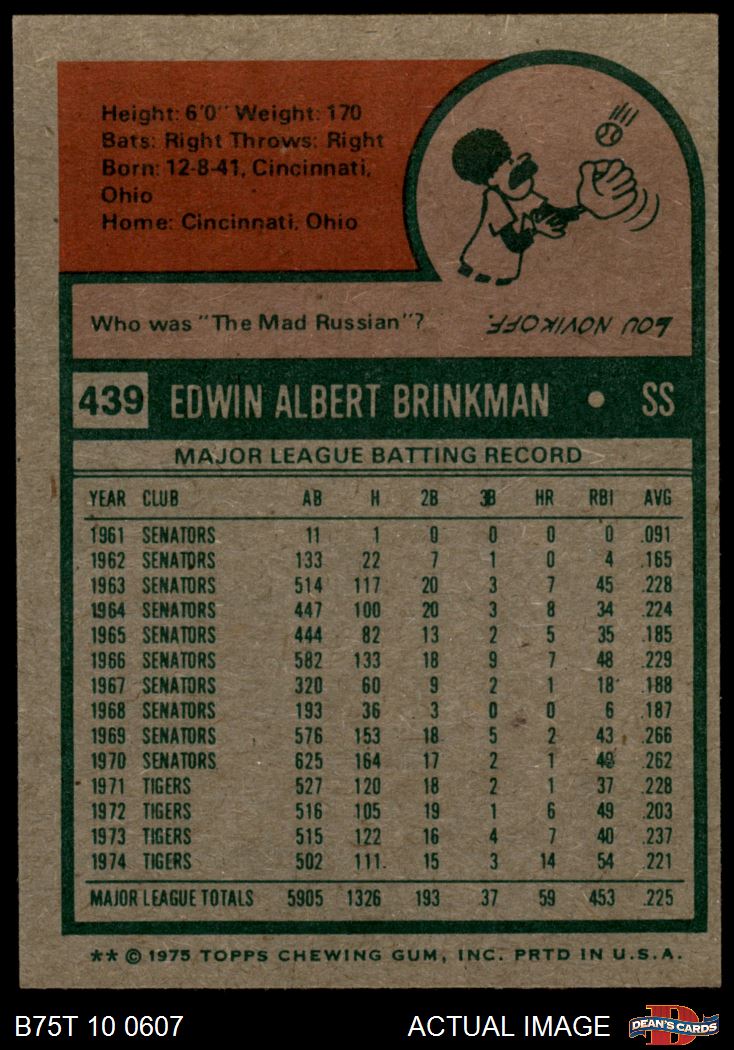 Height: 6'0" Weight: 170
Bats: Right Throws: Right
Born: 12-8-41, Cincinnati,
Ohio
Home: Cincinnati, Ohio
Who was "The Mad Russian"?
LOU NOVIKOFF.
439 EDWIN ALBERT BRINKMAN • SS
MAJOR LEAGUE BATTING RECORD
YEAR CLUB AB H 2B 3B HR RBI AVG
1961 SENATORS 11 1 0 0 0 0 .091
1962 SENATORS 133 22 7 1 0 4 .165
1963 SENATORS 514 117 20 3 7 45 .228
1964 SENATORS 447 100 20 3 8 34 .224
1965 SENATORS 444 82 13 2 5 35 .185
1966 SENATORS 582 133 18 9 7 48 .229
1967 SENATORS 320 60 9 2 1 18 .188
1968 SENATORS 193 36 3 0 0 6 .187
1969 SENATORS 576 153 18 5 2 43 .266
1970 SENATORS 625 164 17 2 1 40 .262
1971 TIGERS 527 120 18 2 1 37 .228
1972 TIGERS 516 105 19 1 6 49 .203
1973 TIGERS 515 122 16 4 7 40 .237
1974 TIGERS 502 111 15 3 14 54 .221
MAJOR LEAGUE TOTALS 5905 1326 193 37 59 453 .225
** © 1975 TOPPS CHEWING GUM, INC. PRTD IN U.S.A.
B75T 10 0607 ACTUAL IMAGE DEAN'S CARDS